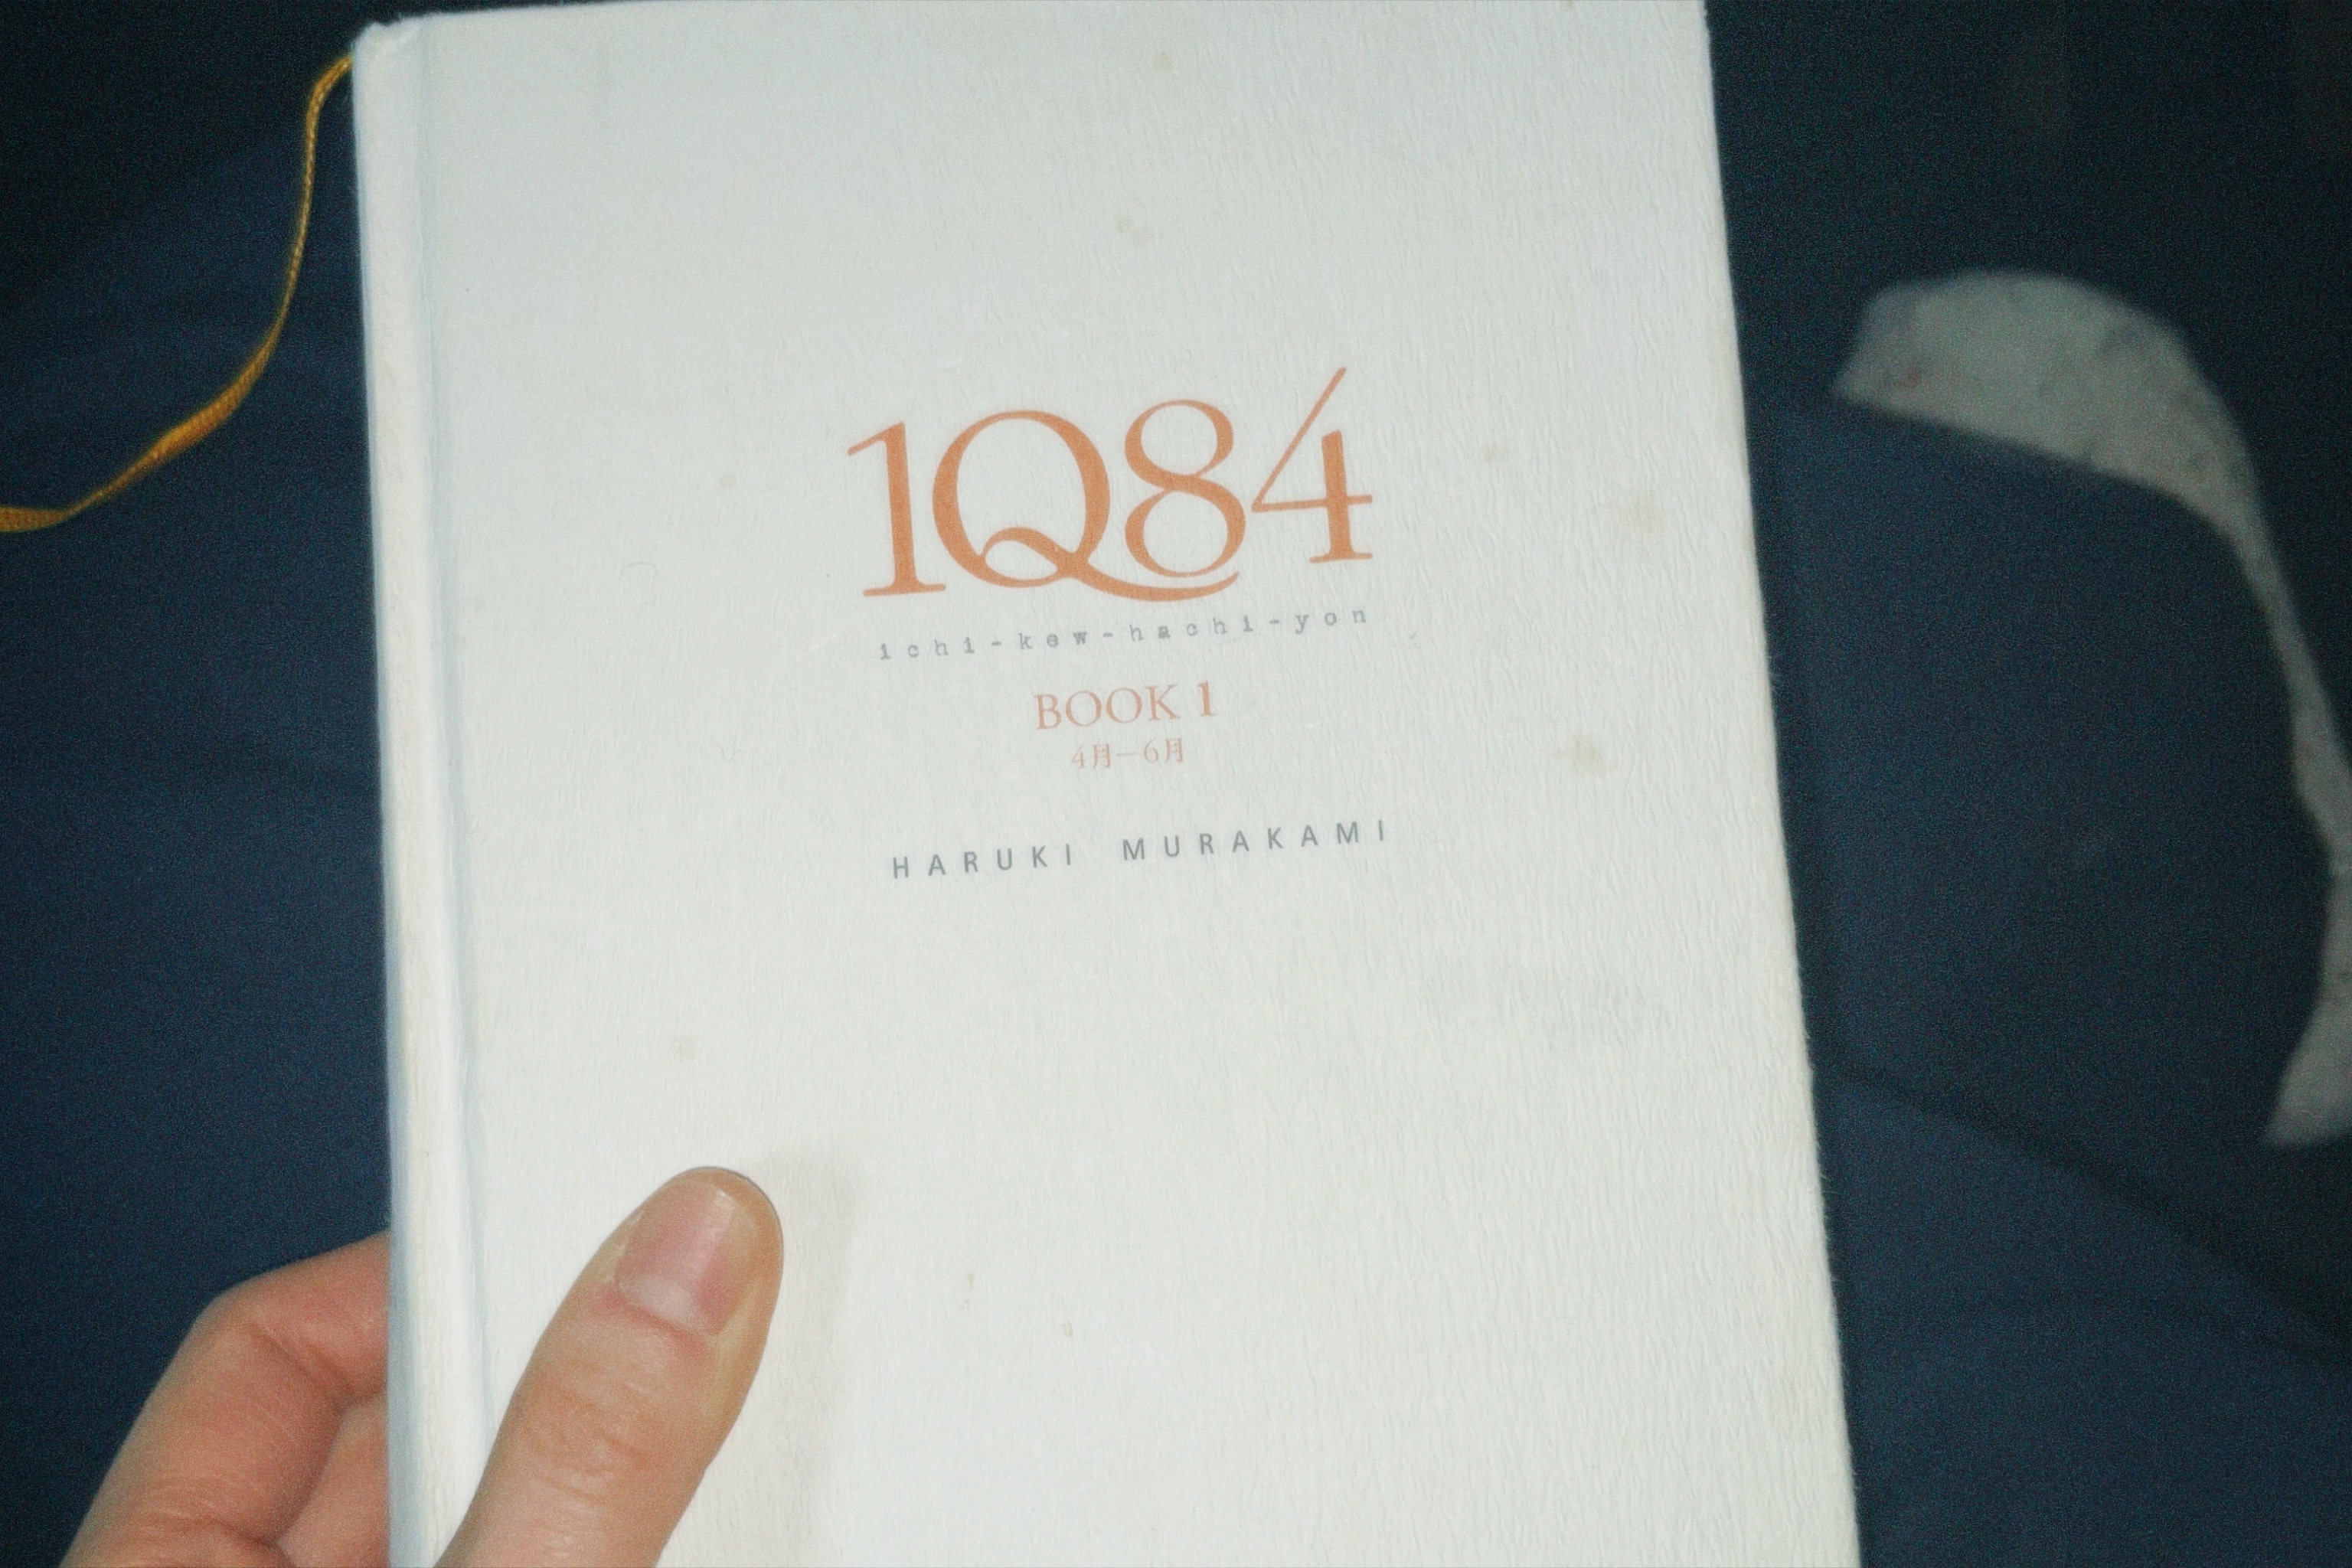 1Q84
ichi-kew-hachi-yon
BOOK 1
4月—6月
HARUKI MURAKAMI